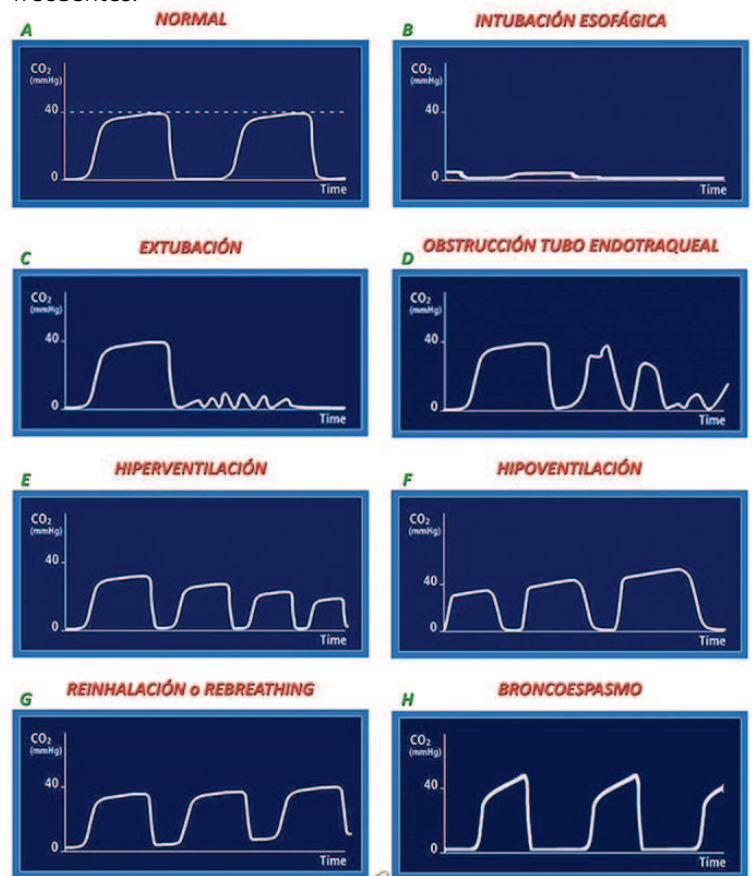 frecuentes.
A NORMAL
CO₂
(mmHg)
40
0
Time
B INTUBACIÓN ESOFÁGICA
CO₂
(mmHg)
40
0
Time
C EXTUBACIÓN
CO₂
(mmHg)
40
0
Time
D OBSTRUCCIÓN TUBO ENDOTRAQUEAL
CO₂
(mmHg)
40
0
Time
E HIPERVENTILACIÓN
CO₂
(mmHg)
40
0
Time
F HIPOVENTILACIÓN
CO₂
(mmHg)
40
0
Time
G REINHALACIÓN o REBREATHING
CO₂
(mmHg)
40
0
Time
H BRONCOESPASMO
CO₂
(mmHg)
40
0
Time